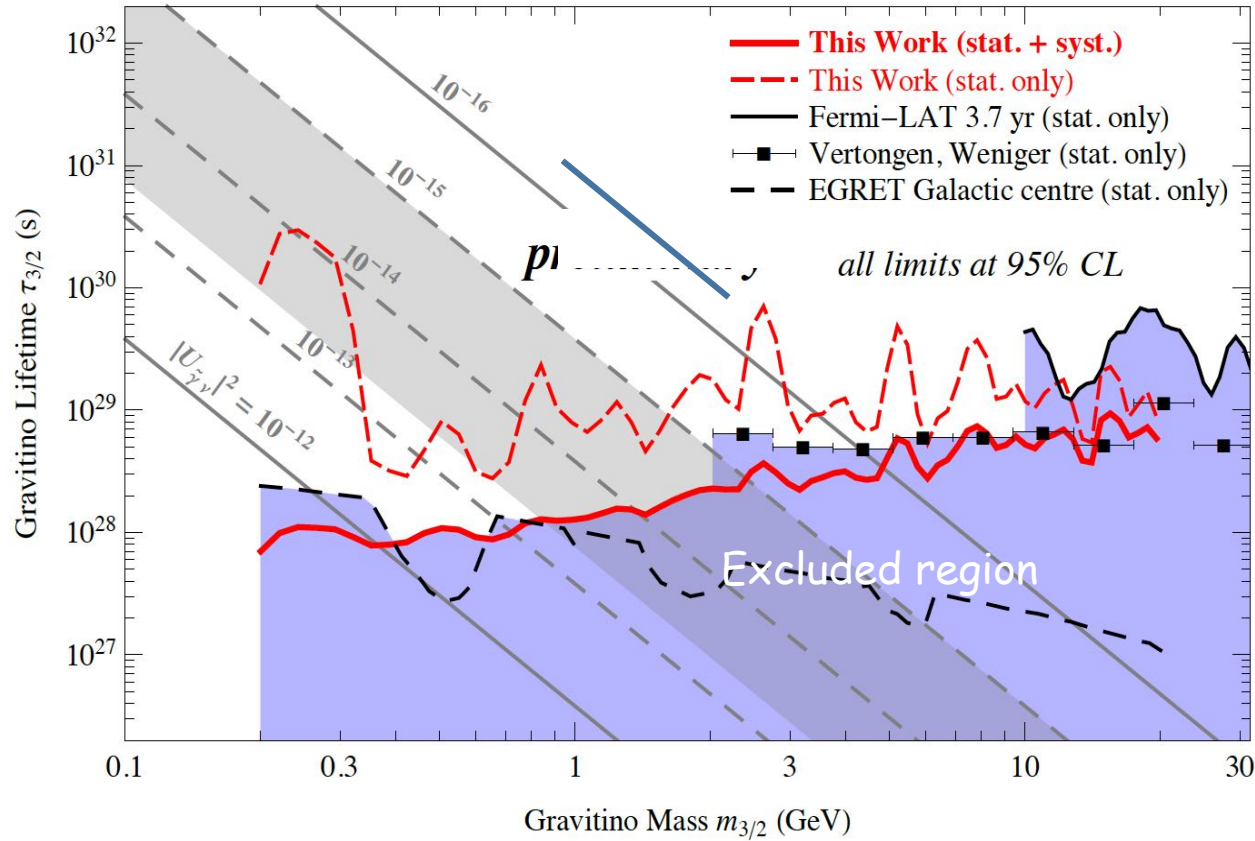 10³²
10³¹
10³⁰
10²⁹
10²⁸
10²⁷
Gravitino Lifetime τ₃/₂ (s)
This Work (stat. + syst.)
This Work (stat. only)
Fermi−LAT 3.7 yr (stat. only)
Vertongen, Weniger (stat. only)
EGRET Galactic centre (stat. only)
all limits at 95% CL
10⁻¹⁶
10⁻¹⁵
10⁻¹⁴
10⁻¹³
|U_γ̃ν|² = 10⁻¹²
Excluded region
0.1 0.3 1 3 10 30
Gravitino Mass m₃/₂ (GeV)